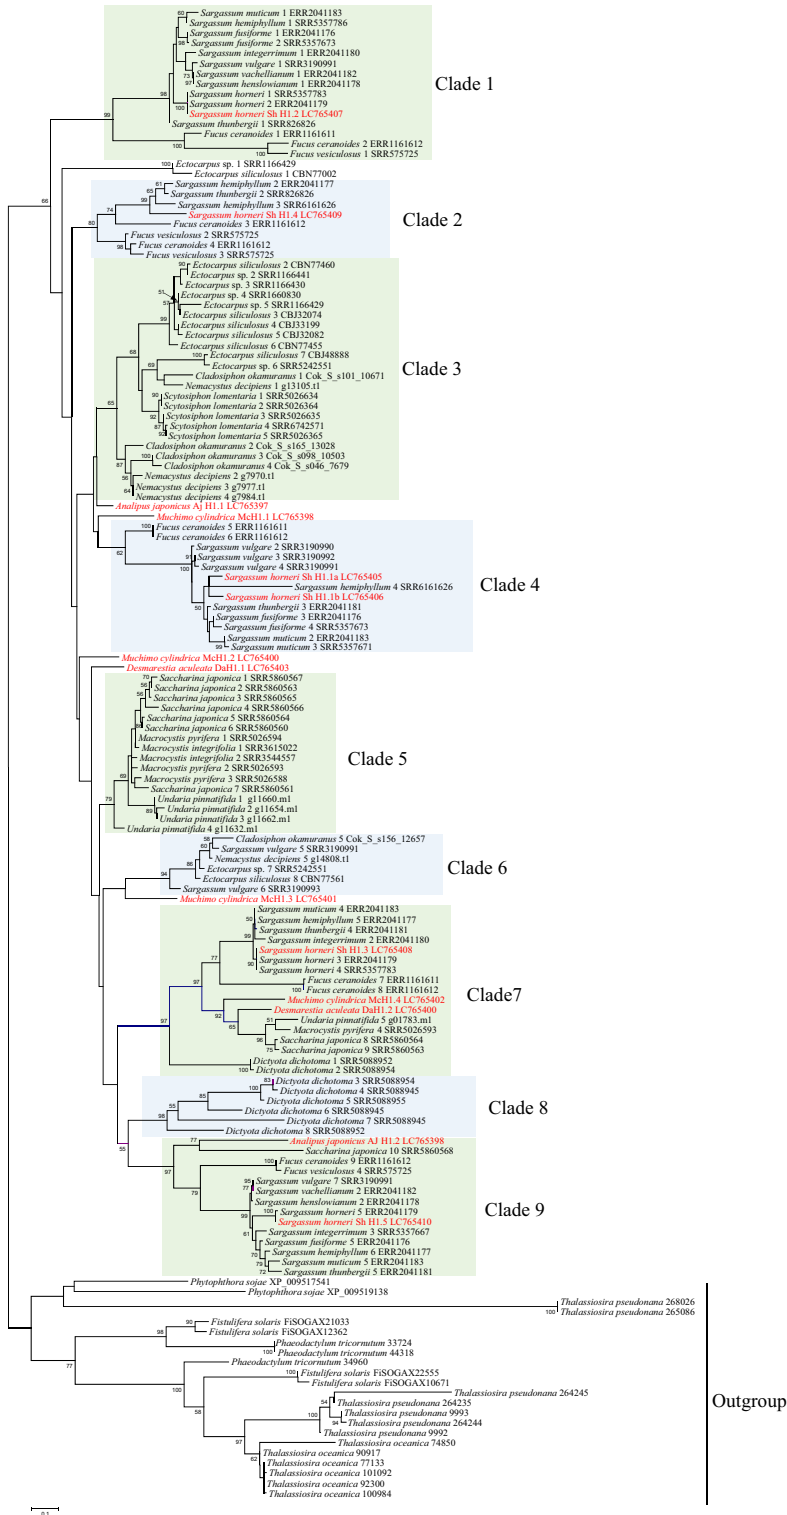 Sargassum muticum 1 ERR2041183
Sargassum hemiphyllum 1 SRR5357786
Sargassum fusiforme 1 ERR2041176
Sargassum fusiforme 2 SRR5357673
Sargassum integerrimum 1 ERR2041180
Sargassum vulgare 1 SRR3190991
Sargassum vachellianum 1 ERR2041182
Sargassum henslowianum 1 ERR2041178
Sargassum horneri 1 SRR5357783
Sargassum horneri 2 ERR2041179
Sargassum horneri Sh H1.2 LC765407
Sargassum thunbergii 1 SRR826826
Fucus ceranoides 1 ERR1161611
Fucus ceranoides 2 ERR1161612
Fucus vesiculosus 1 SRR575725
Clade 1
Ectocarpus sp. 1 SRR1166429
Ectocarpus siliculosus 1 CBN77002
Sargassum hemiphyllum 2 ERR2041177
Sargassum thunbergii 2 SRR826826
Sargassum hemiphyllum 3 SRR6161626
Sargassum horneri Sh H1.4 LC765409
Fucus ceranoides 3 ERR1161612
Fucus vesiculosus 2 SRR575725
Fucus ceranoides 4 ERR1161612
Fucus vesiculosus 3 SRR575725
Clade 2
Ectocarpus siliculosus 2 CBN77460
Ectocarpus sp. 2 SRR1166441
Ectocarpus sp. 3 SRR1166430
Ectocarpus sp. 4 SRR1660830
Ectocarpus sp. 5 SRR1166429
Ectocarpus siliculosus 3 CBJ32074
Ectocarpus siliculosus 4 CBJ33199
Ectocarpus siliculosus 5 CBJ32082
Ectocarpus siliculosus 6 CBN77455
Ectocarpus siliculosus 7 CBJ48888
Ectocarpus sp. 6 SRR5242551
Cladosiphon okamuranus 1 Cok_S_s101_10671
Nemacystus decipiens 1 g13105.t1
Scytosiphon lomentaria 1 SRR5026634
Scytosiphon lomentaria 2 SRR5026364
Scytosiphon lomentaria 3 SRR5026635
Scytosiphon lomentaria 4 SRR6742571
Scytosiphon lomentaria 5 SRR5026365
Cladosiphon okamuranus 2 Cok_S_s165_13028
Cladosiphon okamuranus 3 Cok_S_s098_10503
Cladosiphon okamuranus 4 Cok_S_s046_7679
Nemacystus decipiens 2 g7970.t1
Nemacystus decipiens 3 g7977.t1
Nemacystus decipiens 4 g7984.t1
Clade 3
Analipus japonicus Aj H1.1 LC765397
Muchimo cylindrica McH1.1 LC765398
Fucus ceranoides 5 ERR1161611
Fucus ceranoides 6 ERR1161612
Sargassum vulgare 2 SRR3190990
Sargassum vulgare 3 SRR3190992
Sargassum vulgare 4 SRR3190991
Sargassum horneri Sh H1.1a LC765405
Sargassum hemiphyllum 4 SRR6161626
Sargassum horneri Sh H1.1b LC765406
Sargassum thunbergii 3 ERR2041181
Sargassum fusiforme 3 ERR2041176
Sargassum fusiforme 4 SRR5357673
Sargassum muticum 2 ERR2041183
Sargassum muticum 3 SRR5357671
Clade 4
Muchimo cylindrica McH1.2 LC765400
Desmarestia aculeata DaH1.1 LC765403
Saccharina japonica 1 SRR5860567
Saccharina japonica 2 SRR5860563
Saccharina japonica 3 SRR5860565
Saccharina japonica 4 SRR5860566
Saccharina japonica 5 SRR5860564
Saccharina japonica 6 SRR5860560
Macrocystis pyrifera 1 SRR5026594
Macrocystis integrifolia 1 SRR3615022
Macrocystis integrifolia 2 SRR3544557
Macrocystis pyrifera 2 SRR5026593
Macrocystis pyrifera 3 SRR5026588
Saccharina japonica 7 SRR5860561
Undaria pinnatifida 1 g11660.m1
Undaria pinnatifida 2 g11654.m1
Undaria pinnatifida 3 g11662.m1
Undaria pinnatifida 4 g11632.m1
Clade 5
Cladosiphon okamuranus 5 Cok_S_s156_12657
Sargassum vulgare 5 SRR3190991
Nemacystus decipiens 5 g14808.t1
Ectocarpus sp. 7 SRR5242551
Ectocarpus siliculosus 8 CBN77561
Sargassum vulgare 6 SRR3190993
Clade 6
Muchimo cylindrica McH1.3 LC765401
Sargassum muticum 4 ERR2041183
Sargassum hemiphyllum 5 ERR2041177
Sargassum thunbergii 4 ERR2041181
Sargassum integerrimum 2 ERR2041180
Sargassum horneri Sh H1.3 LC765408
Sargassum horneri 3 ERR2041179
Sargassum horneri 4 SRR5357783
Fucus ceranoides 7 ERR1161611
Fucus ceranoides 8 ERR1161612
Muchimo cylindrica McH1.4 LC765402
Desmarestia aculeata DaH1.2 LC765400
Undaria pinnatifida 5 g01783.m1
Macrocystis pyrifera 4 SRR5026593
Saccharina japonica 8 SRR5860564
Saccharina japonica 9 SRR5860563
Dictyota dichotoma 1 SRR5088952
Dictyota dichotoma 2 SRR5088954
Clade7
Dictyota dichotoma 3 SRR5088954
Dictyota dichotoma 4 SRR5088945
Dictyota dichotoma 5 SRR5088955
Dictyota dichotoma 6 SRR5088945
Dictyota dichotoma 7 SRR5088945
Dictyota dichotoma 8 SRR5088952
Clade 8
Analipus japonicus AJ H1.2 LC765398
Saccharina japonica 10 SRR5860568
Fucus ceranoides 9 ERR1161612
Fucus vesiculosus 4 SRR575725
Sargassum vulgare 7 SRR3190991
Sargassum vachellianum 2 ERR2041182
Sargassum henslowianum 2 ERR2041178
Sargassum horneri 5 ERR2041179
Sargassum horneri Sh H1.5 LC765410
Sargassum integerrimum 3 SRR5357667
Sargassum fusiforme 5 ERR2041176
Sargassum hemiphyllum 6 ERR2041177
Sargassum muticum 5 ERR2041183
Sargassum thunbergii 5 ERR2041181
Clade 9
Phytophthora sojae XP_009517541
Phytophthora sojae XP_009519138
Thalassiosira pseudonana 268026
Thalassiosira pseudonana 265086
Fistulifera solaris FiSOGAX21033
Fistulifera solaris FiSOGAX12362
Phaeodactylum tricornutum 33724
Phaeodactylum tricornutum 44318
Phaeodactylum tricornutum 34960
Fistulifera solaris FiSOGAX22555
Fistulifera solaris FiSOGAX10671
Thalassiosira pseudonana 264245
Thalassiosira pseudonana 264235
Thalassiosira pseudonana 9993
Thalassiosira pseudonana 264244
Thalassiosira pseudonana 9992
Thalassiosira oceanica 74850
Thalassiosira oceanica 90917
Thalassiosira oceanica 77133
Thalassiosira oceanica 101092
Thalassiosira oceanica 92300
Thalassiosira oceanica 100984
Outgroup
0.1